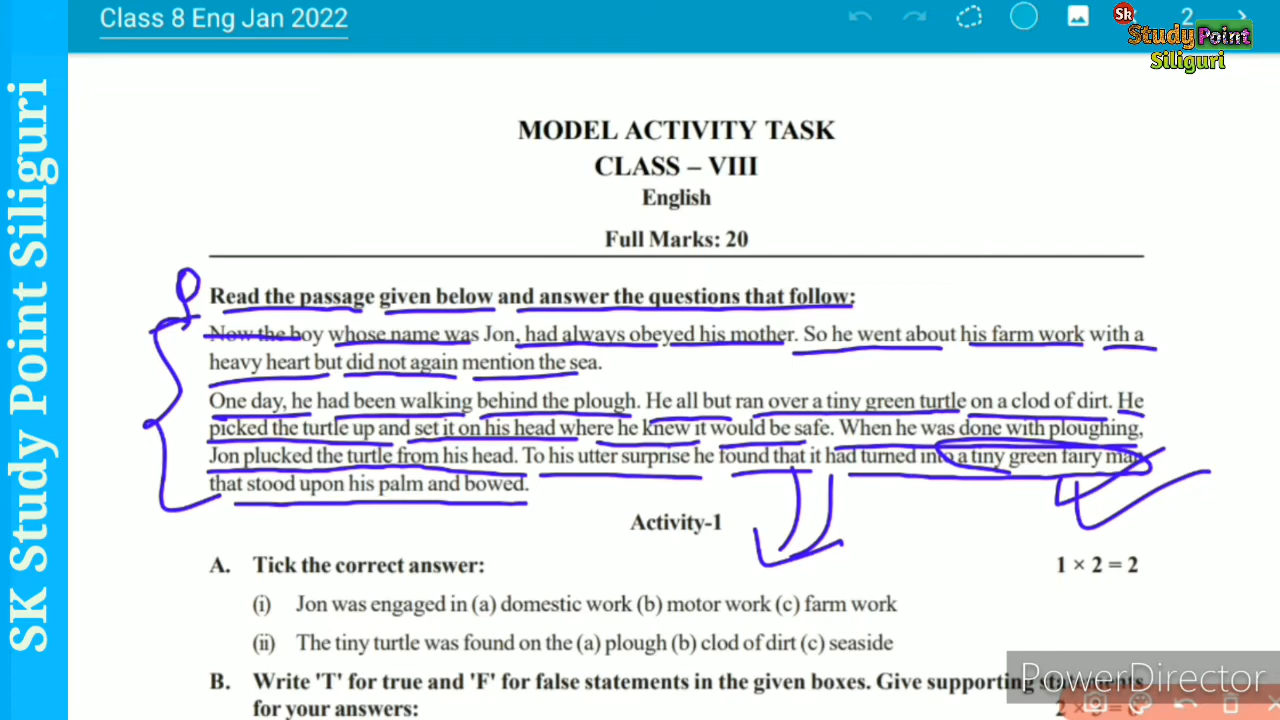 Class 8 Eng Jan 2022
2
Sk
Study Point
Siliguri
SK Study Point Siliguri
MODEL ACTIVITY TASK
CLASS – VIII
English
Full Marks: 20
Read the passage given below and answer the questions that follow:
Now the boy whose name was Jon, had always obeyed his mother. So he went about his farm work with a
heavy heart but did not again mention the sea.
One day, he had been walking behind the plough. He all but ran over a tiny green turtle on a clod of dirt. He
picked the turtle up and set it on his head where he knew it would be safe. When he was done with ploughing,
Jon plucked the turtle from his head. To his utter surprise he found that it had turned into a tiny green fairy man
that stood upon his palm and bowed.
Activity-1
A. Tick the correct answer: 1 × 2 = 2
(i) Jon was engaged in (a) domestic work (b) motor work (c) farm work
(ii) The tiny turtle was found on the (a) plough (b) clod of dirt (c) seaside
B. Write 'T' for true and 'F' for false statements in the given boxes. Give supporting
for your answers:
PowerDirector